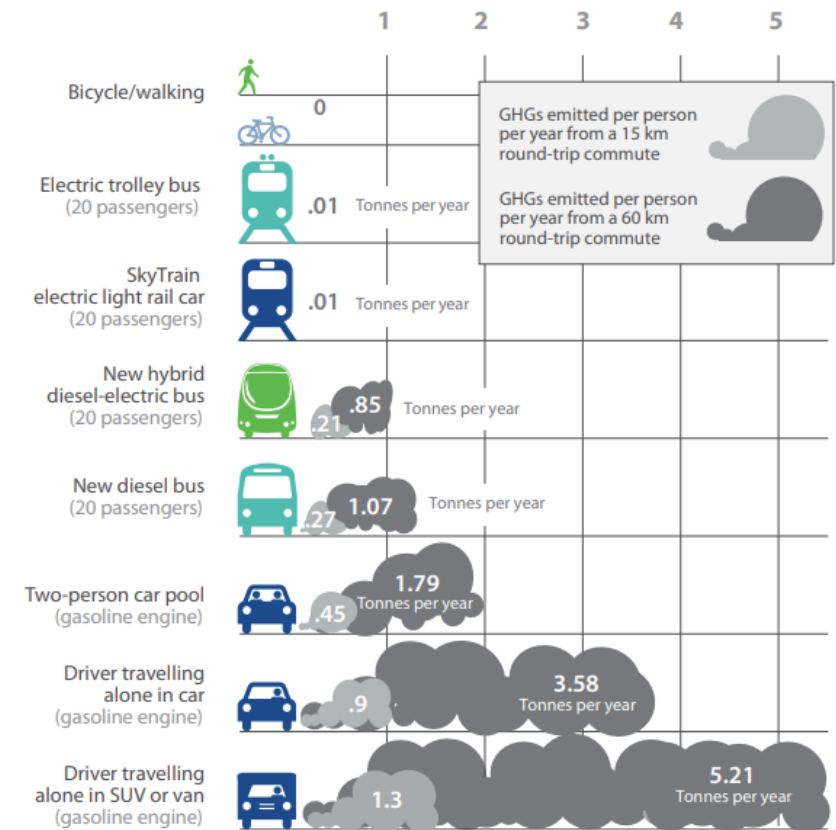 1 2 3 4 5
Bicycle/walking
0
GHGs emitted per person
per year from a 15 km
round-trip commute
GHGs emitted per person
per year from a 60 km
round-trip commute
Electric trolley bus
(20 passengers)
.01 Tonnes per year
SkyTrain
electric light rail car
(20 passengers)
.01 Tonnes per year
New hybrid
diesel-electric bus
(20 passengers)
.21 .85 Tonnes per year
New diesel bus
(20 passengers)
.27 1.07 Tonnes per year
Two-person car pool
(gasoline engine)
.45 1.79
Tonnes per year
Driver travelling
alone in car
(gasoline engine)
.9 3.58
Tonnes per year
Driver travelling
alone in SUV or van
(gasoline engine)
1.3 5.21
Tonnes per year